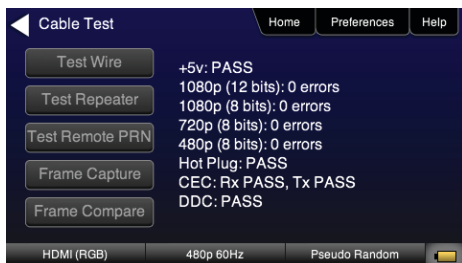 Cable Test
Home
Preferences
Help
Test Wire
Test Repeater
Test Remote PRN
Frame Capture
Frame Compare
+5v: PASS
1080p (12 bits): 0 errors
1080p (8 bits): 0 errors
720p (8 bits): 0 errors
480p (8 bits): 0 errors
Hot Plug: PASS
CEC: Rx PASS, Tx PASS
DDC: PASS
HDMI (RGB)
480p 60Hz
Pseudo Random